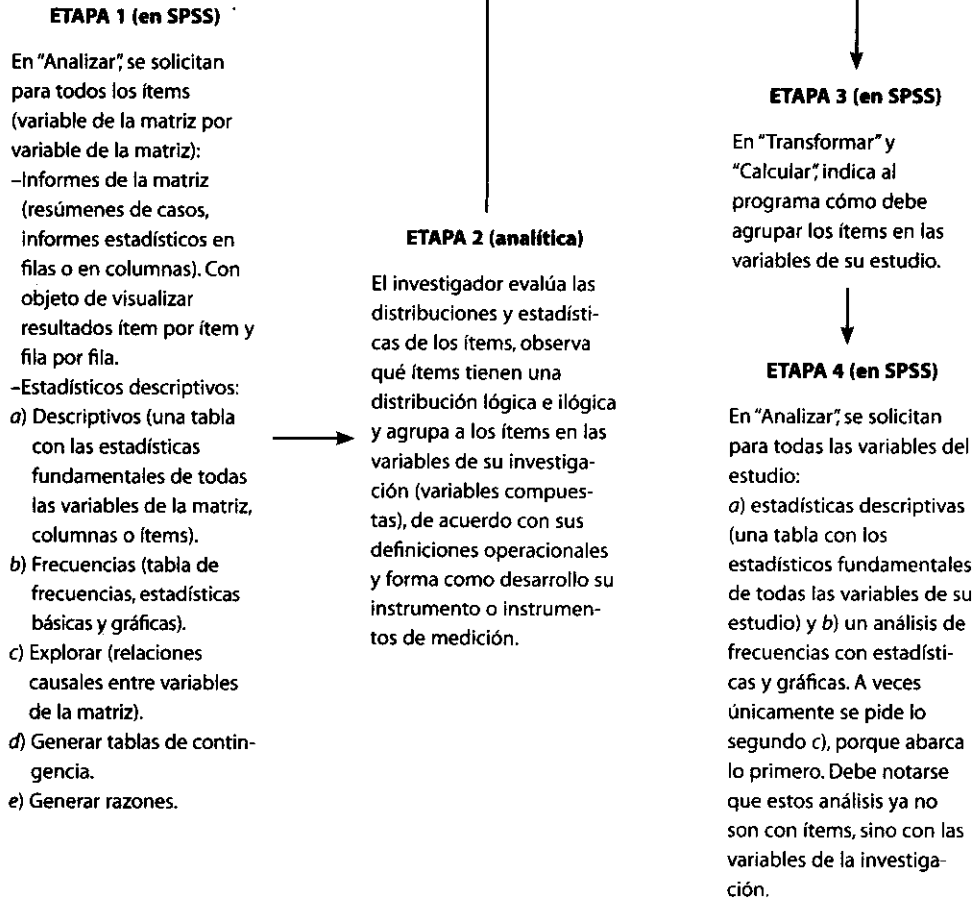 ETAPA 1 (en SPSS)
En “Analizar”, se solicitan
para todos los ítems
(variable de la matriz por
variable de la matriz):
–Informes de la matriz
(resúmenes de casos,
informes estadísticos en
filas o en columnas). Con
objeto de visualizar
resultados ítem por ítem y
fila por fila.
–Estadísticos descriptivos:
a) Descriptivos (una tabla
con las estadísticas
fundamentales de todas
las variables de la matriz,
columnas o ítems).
b) Frecuencias (tabla de
frecuencias, estadísticas
básicas y gráficas).
c) Explorar (relaciones
causales entre variables
de la matriz).
d) Generar tablas de contin-
gencia.
e) Generar razones.
ETAPA 2 (analítica)
El investigador evalúa las
distribuciones y estadísti-
cas de los ítems, observa
qué ítems tienen una
distribución lógica e ilógica
y agrupa a los ítems en las
variables de su investiga-
ción (variables compues-
tas), de acuerdo con sus
definiciones operacionales
y forma como desarrollo su
instrumento o instrumen-
tos de medición.
ETAPA 3 (en SPSS)
En “Transformar” y
“Calcular”, indica al
programa cómo debe
agrupar los ítems en las
variables de su estudio.
ETAPA 4 (en SPSS)
En “Analizar”, se solicitan
para todas las variables del
estudio:
a) estadísticas descriptivas
(una tabla con los
estadísticos fundamentales
de todas las variables de su
estudio) y b) un análisis de
frecuencias con estadísti-
cas y gráficas. A veces
únicamente se pide lo
segundo c), porque abarca
lo primero. Debe notarse
que estos análisis ya no
son con ítems, sino con las
variables de la investiga-
ción.